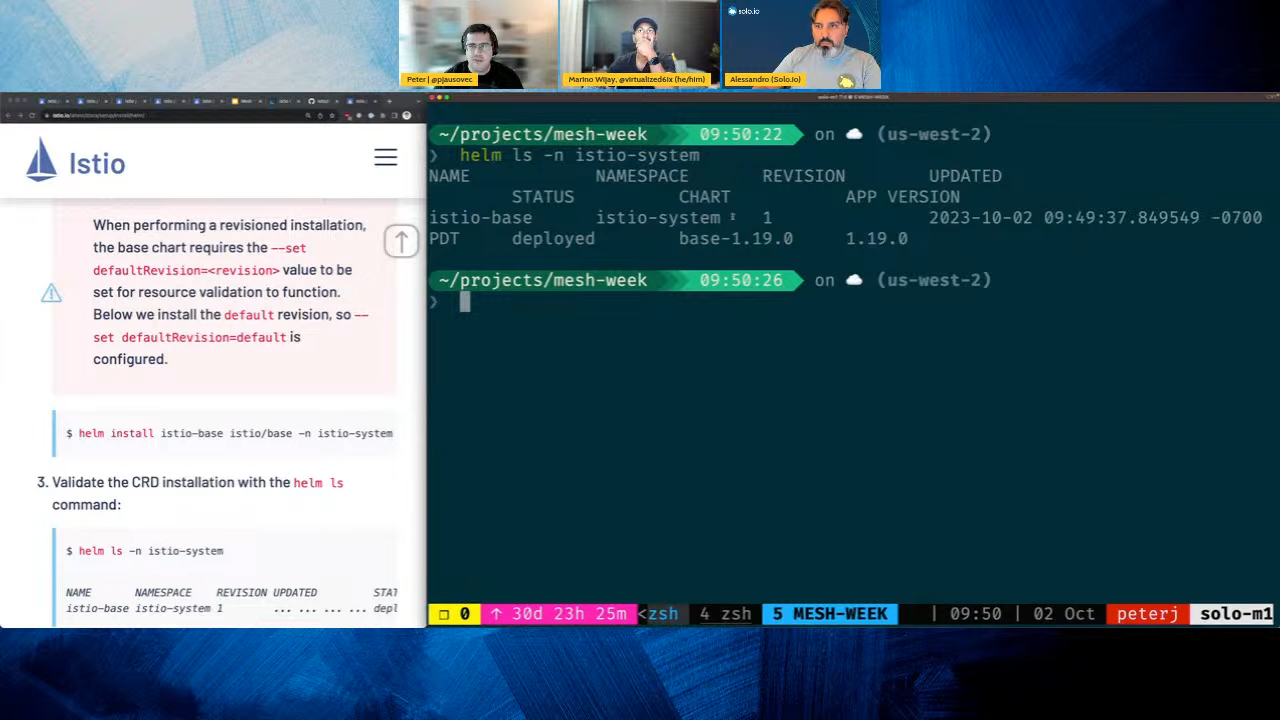 solo.io
Peter | @pjausovec
Marino Wijay, @virtualized6ix (he/him)
Alessandro (Solo.io)
Istio
When performing a revisioned installation,
the base chart requires the --set
defaultRevision=<revision> value to be
set for resource validation to function.
Below we install the default revision, so --
set defaultRevision=default is
configured.
$ helm install istio-base istio/base -n istio-system
3. Validate the CRD installation with the helm ls
command:
$ helm ls -n istio-system
NAME NAMESPACE REVISION UPDATED STAT
istio-base istio-system 1 ... ... ... ... depl
~/projects/mesh-week 09:50:22 on (us-west-2)
❯ helm ls -n istio-system
NAME NAMESPACE REVISION UPDATED
STATUS CHART APP VERSION
istio-base istio-system 1 2023-10-02 09:49:37.849549 -0700
PDT deployed base-1.19.0 1.19.0
~/projects/mesh-week 09:50:26 on (us-west-2)
❯
❐ 0 ↑ 30d 23h 25m <zsh 4 zsh 5 MESH-WEEK | 09:50 | 02 Oct peterj solo-m1